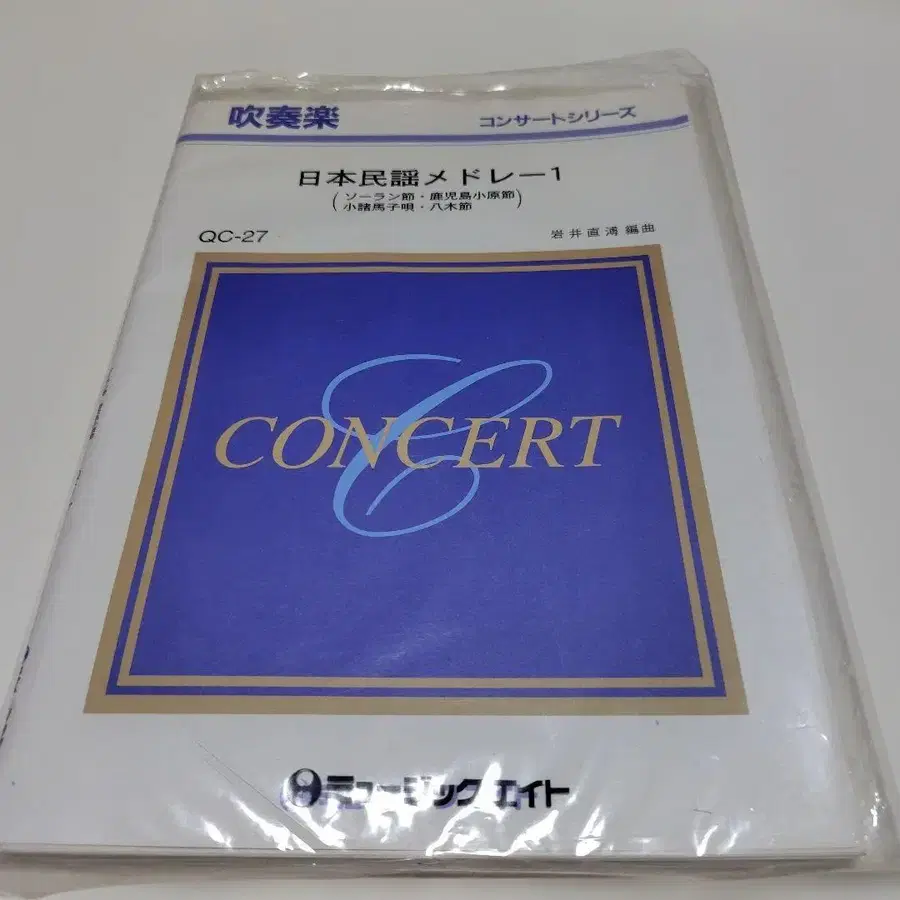 吹奏楽 コンサートシリーズ
日本民謡メドレー1
(ソーラン節・鹿児島小原節
小諸馬子唄・八木節)
QC-27 岩井直溥編曲
CONCERT
ミュージックエイト